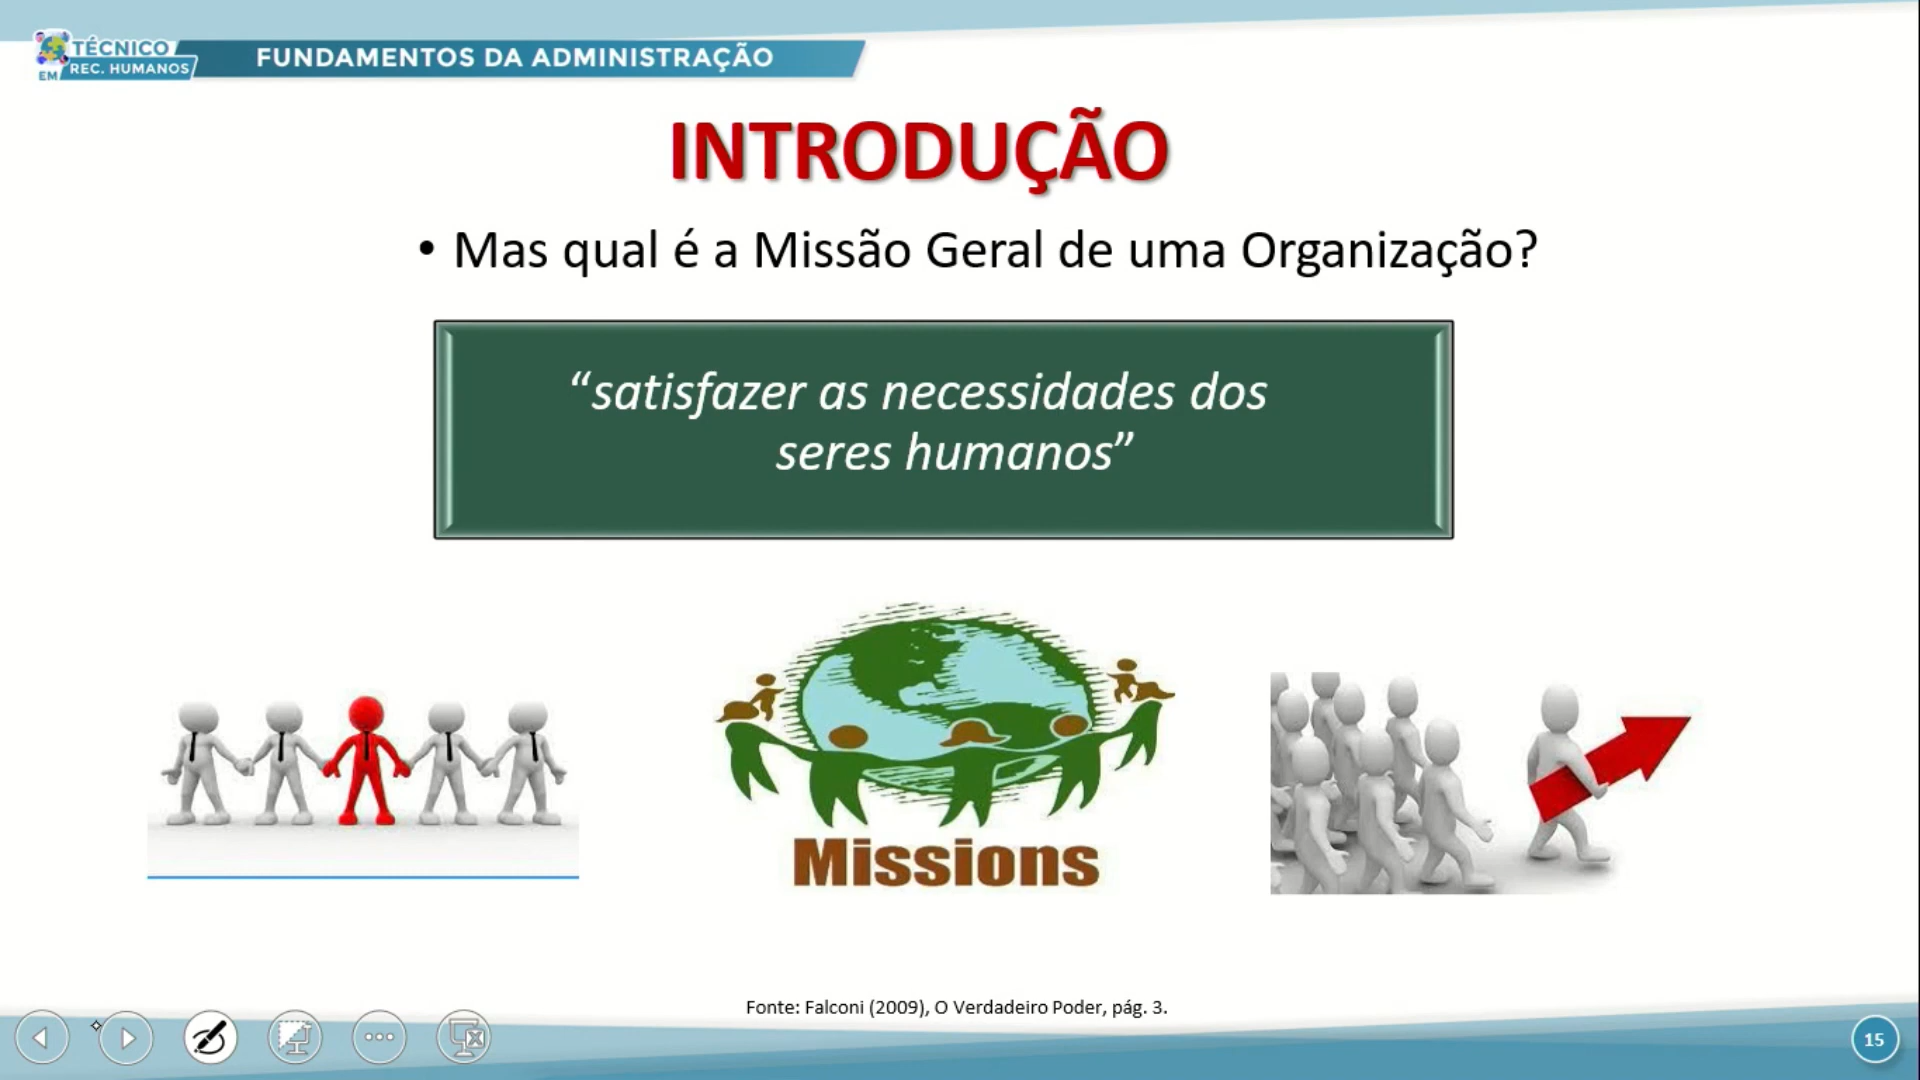 TÉCNICO
EM REC. HUMANOS
FUNDAMENTOS DA ADMINISTRAÇÃO
INTRODUÇÃO
• Mas qual é a Missão Geral de uma Organização?
“satisfazer as necessidades dos
seres humanos”
Missions
Fonte: Falconi (2009), O Verdadeiro Poder, pág. 3.
15